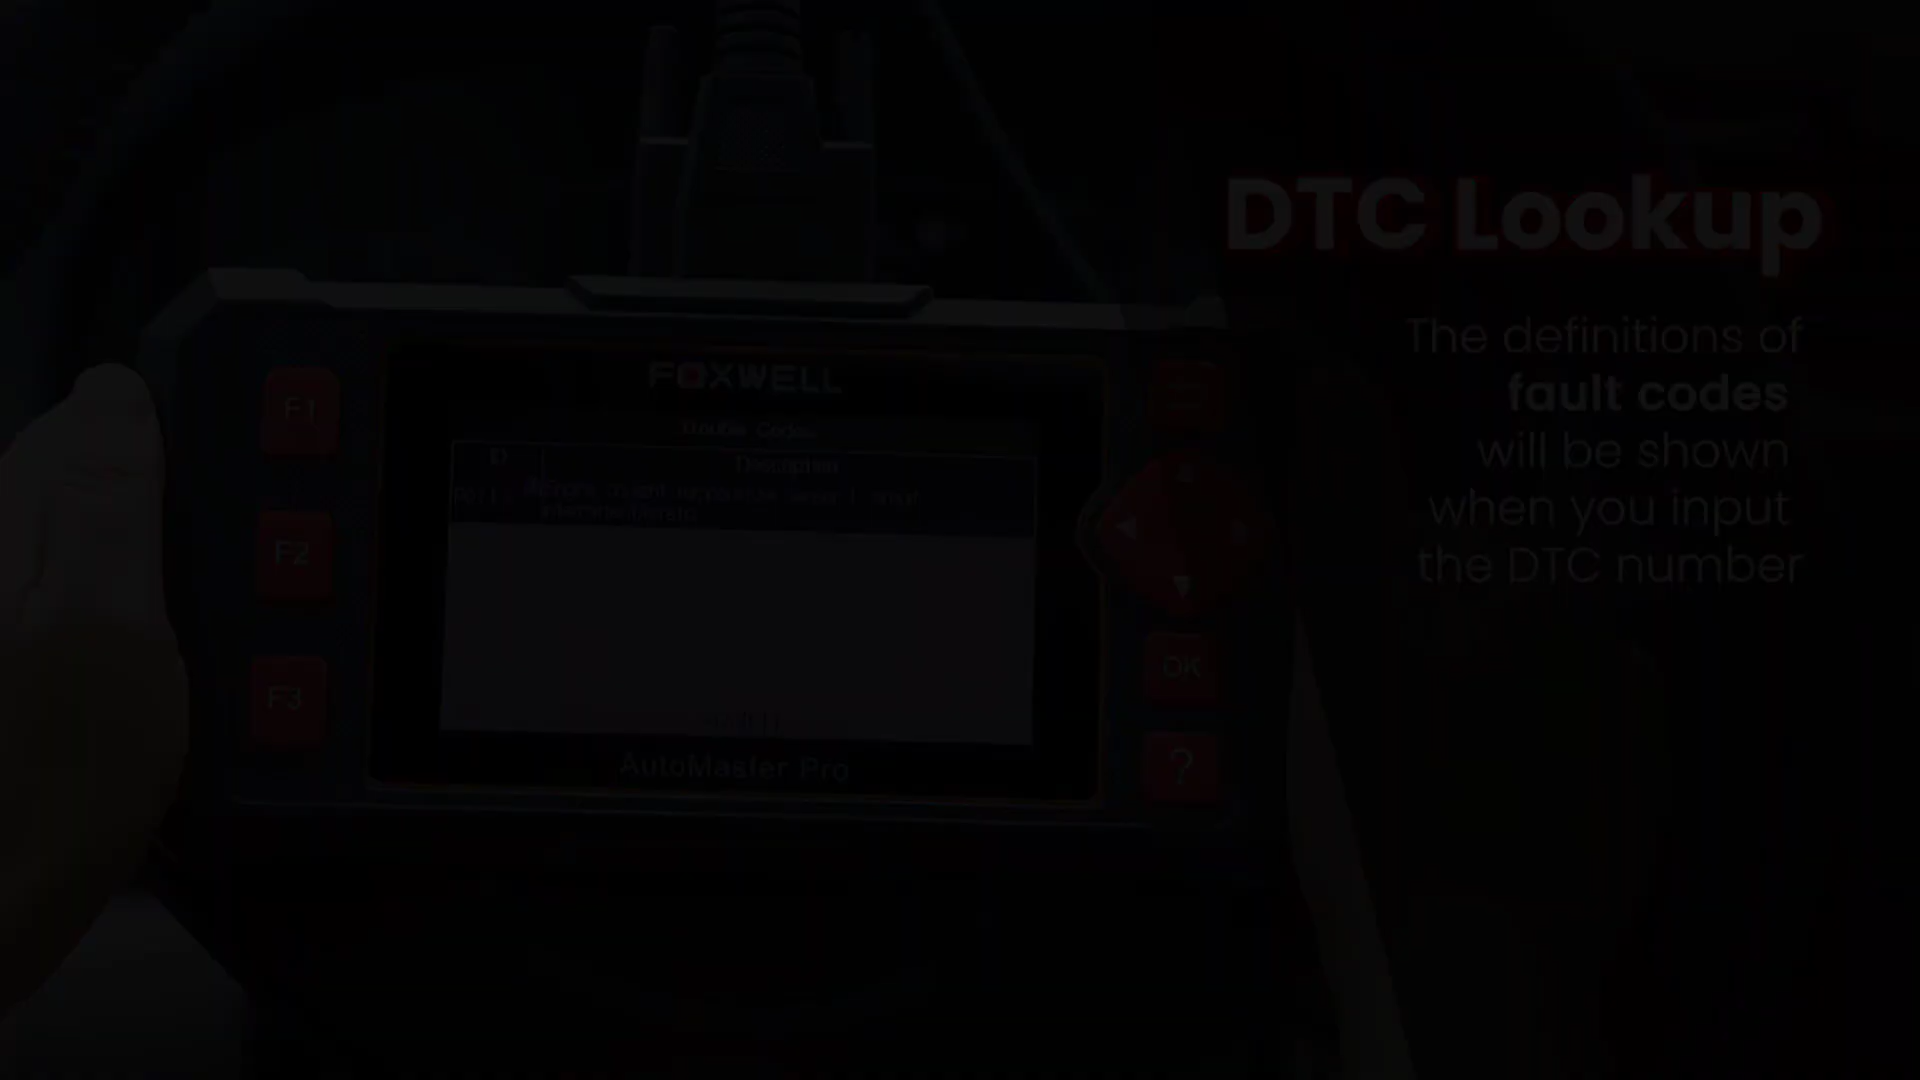 DTC Lookup
The definitions of
fault codes
will be shown
when you input
the DTC number
FOXWELL
Trouble Codes
Description
F1
F2
F3
OK
?
AutoMaster Pro